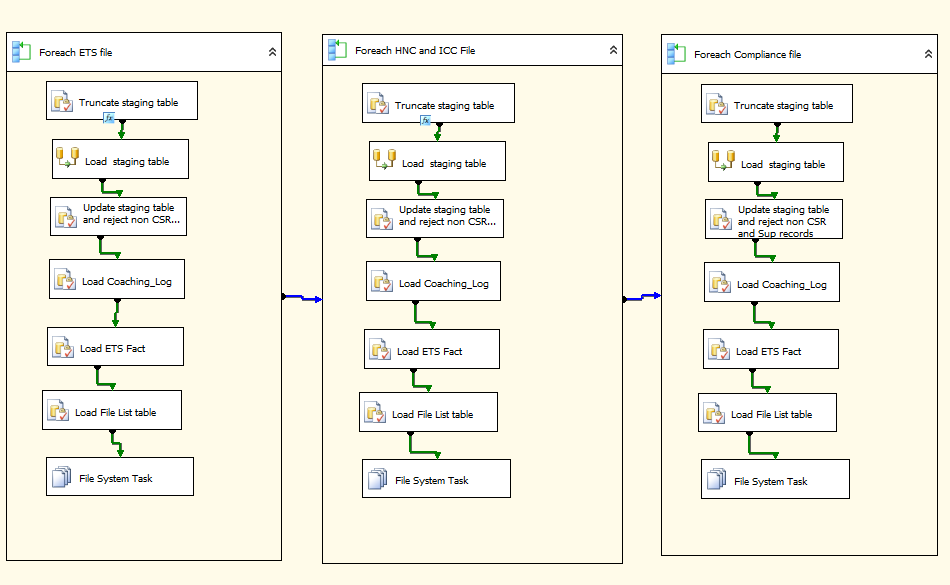 Foreach ETS file
Truncate staging table
fx
Load staging table
Update staging table
and reject non CSR...
Load Coaching_Log
Load ETS Fact
Load File List table
File System Task
Foreach HNC and ICC File
Truncate staging table
fx
Load staging table
Update staging table
and reject non CSR...
Load Coaching_Log
Load ETS Fact
Load File List table
File System Task
Foreach Compliance file
Truncate staging table
Load staging table
Update staging table
and reject non CSR
and Sup records
Load Coaching_Log
Load ETS Fact
Load File List table
File System Task